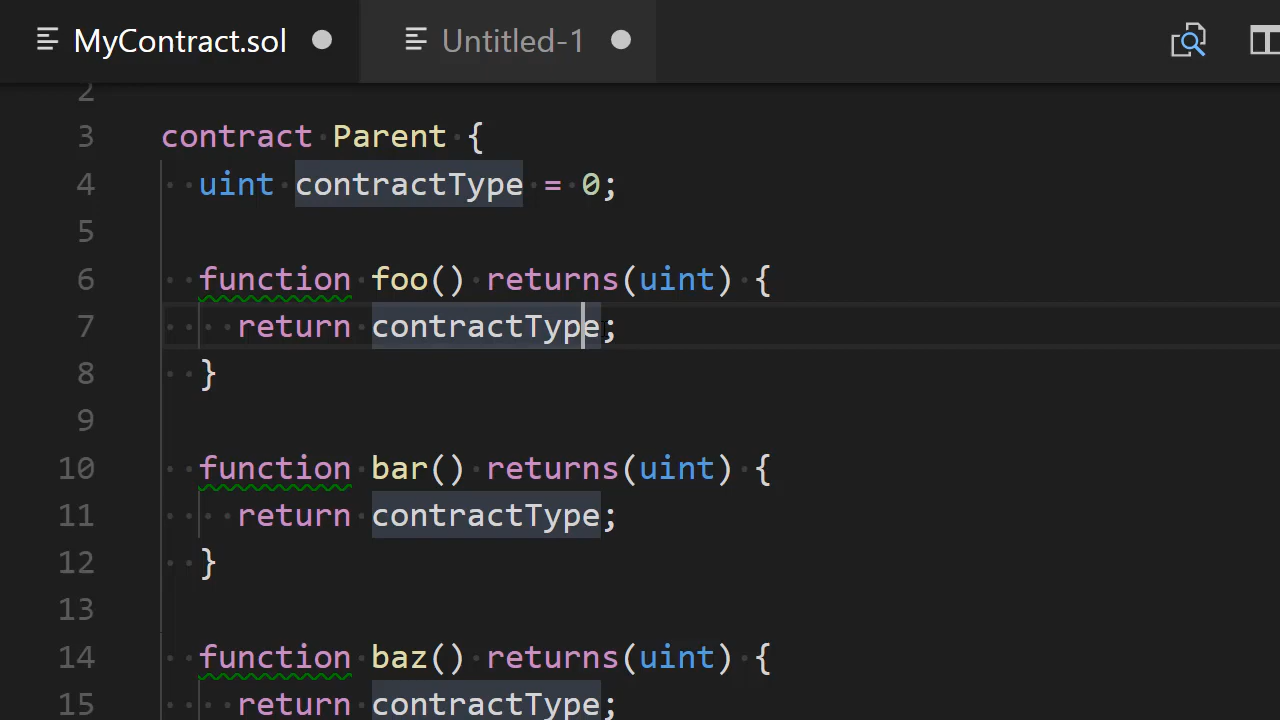 MyContract.sol Untitled-1
2
3 contract Parent {
4 uint contractType = 0;
5
6 function foo() returns(uint) {
7 return contractType;
8 }
9
10 function bar() returns(uint) {
11 return contractType;
12 }
13
14 function baz() returns(uint) {
15 return contractType;